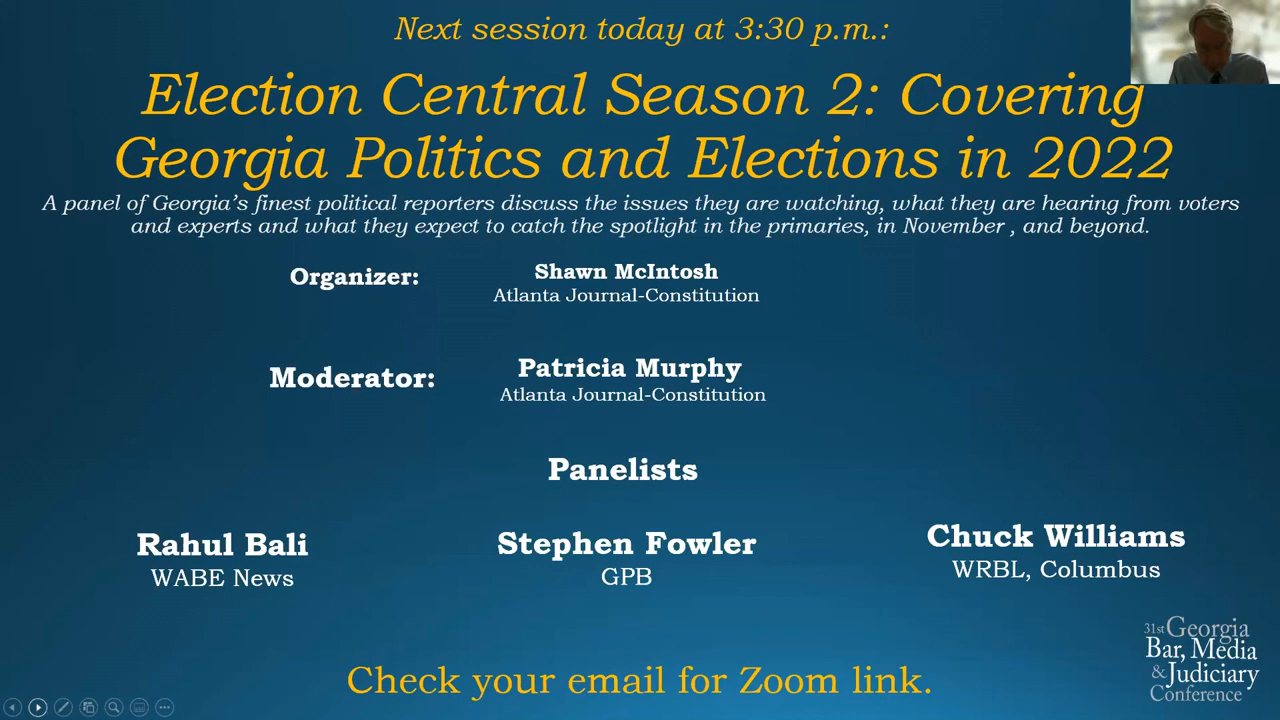 Next session today at 3:30 p.m.:
Election Central Season 2: Covering
Georgia Politics and Elections in 2022
A panel of Georgia's finest political reporters discuss the issues they are watching, what they are hearing from voters
and experts and what they expect to catch the spotlight in the primaries, in November , and beyond.
Organizer:
Shawn McIntosh
Atlanta Journal-Constitution
Moderator:
Patricia Murphy
Atlanta Journal-Constitution
Panelists
Rahul Bali
WABE News
Stephen Fowler
GPB
Chuck Williams
WRBL, Columbus
Check your email for Zoom link.
31st Georgia
Bar, Media
& Judiciary
Conference